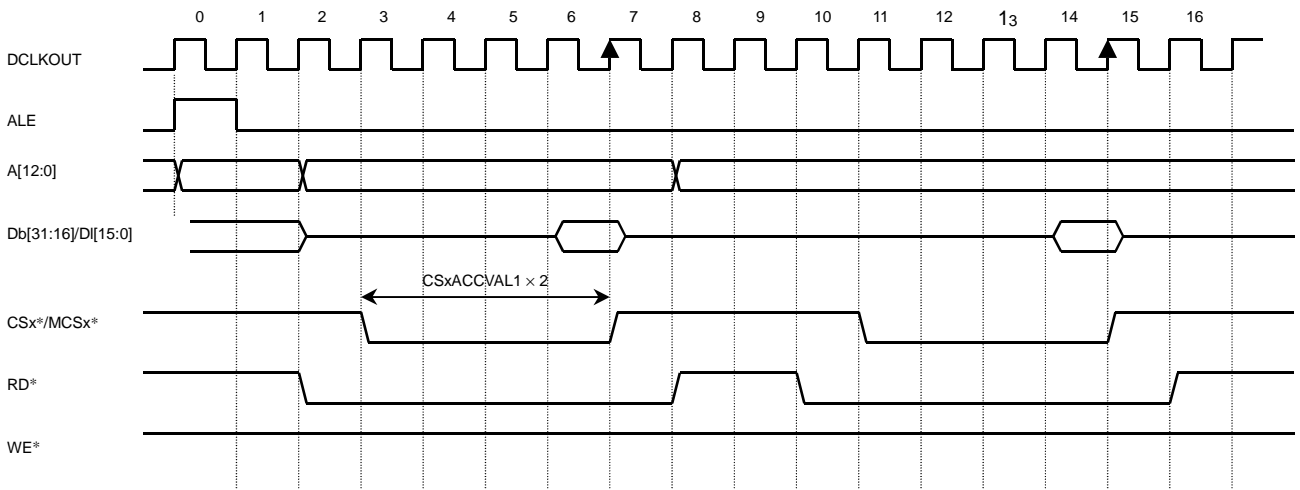 0 1 2 3 4 5 6 7 8 9 10 11 12 13 14 15 16
DCLKOUT
ALE
A[12:0]
Db[31:16]/Dl[15:0]
CSxACCVAL1 × 2
CSx*/MCSx*
RD*
WE*